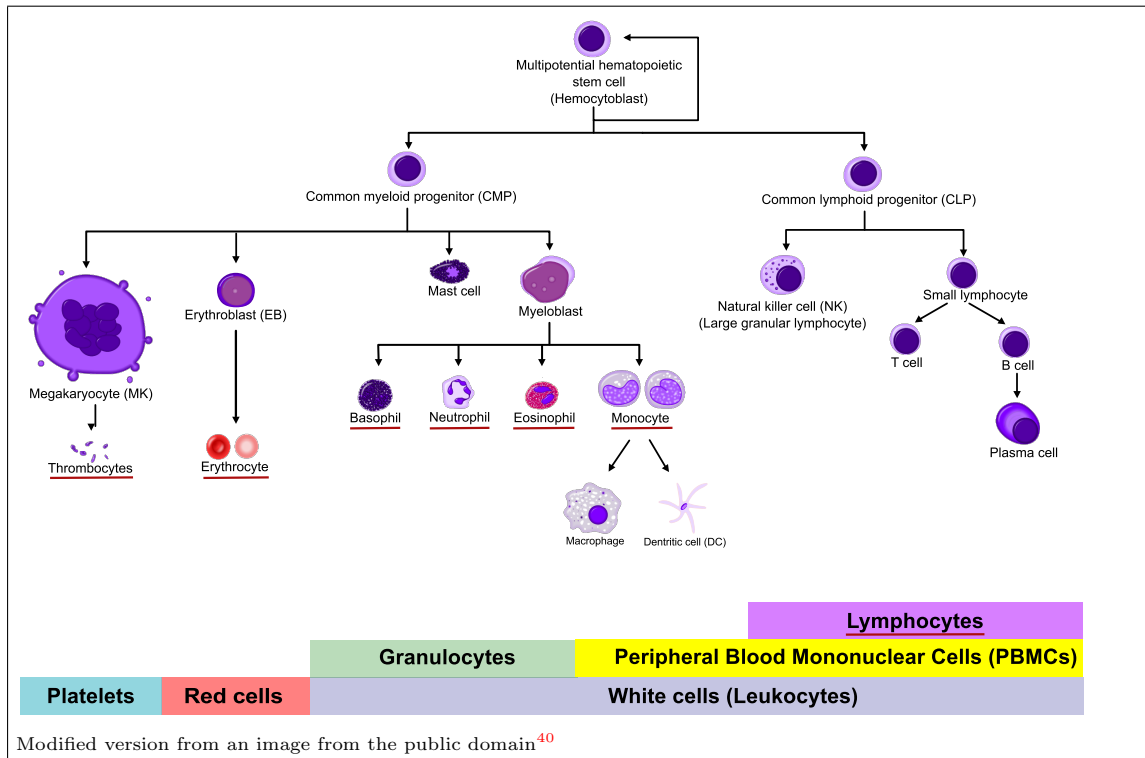 Multipotential hematopoietic
stem cell
(Hemocytoblast)
Common myeloid progenitor (CMP)
Common lymphoid progenitor (CLP)
Megakaryocyte (MK)
Erythroblast (EB)
Mast cell
Myeloblast
Natural killer cell (NK)
(Large granular lymphocyte)
Small lymphocyte
T cell
B cell
Basophil
Neutrophil
Eosinophil
Monocyte
Plasma cell
Thrombocytes
Erythrocyte
Macrophage
Dentritic cell (DC)
Lymphocytes
Granulocytes
Peripheral Blood Mononuclear Cells (PBMCs)
Platelets
Red cells
White cells (Leukocytes)
Modified version from an image from the public domain40